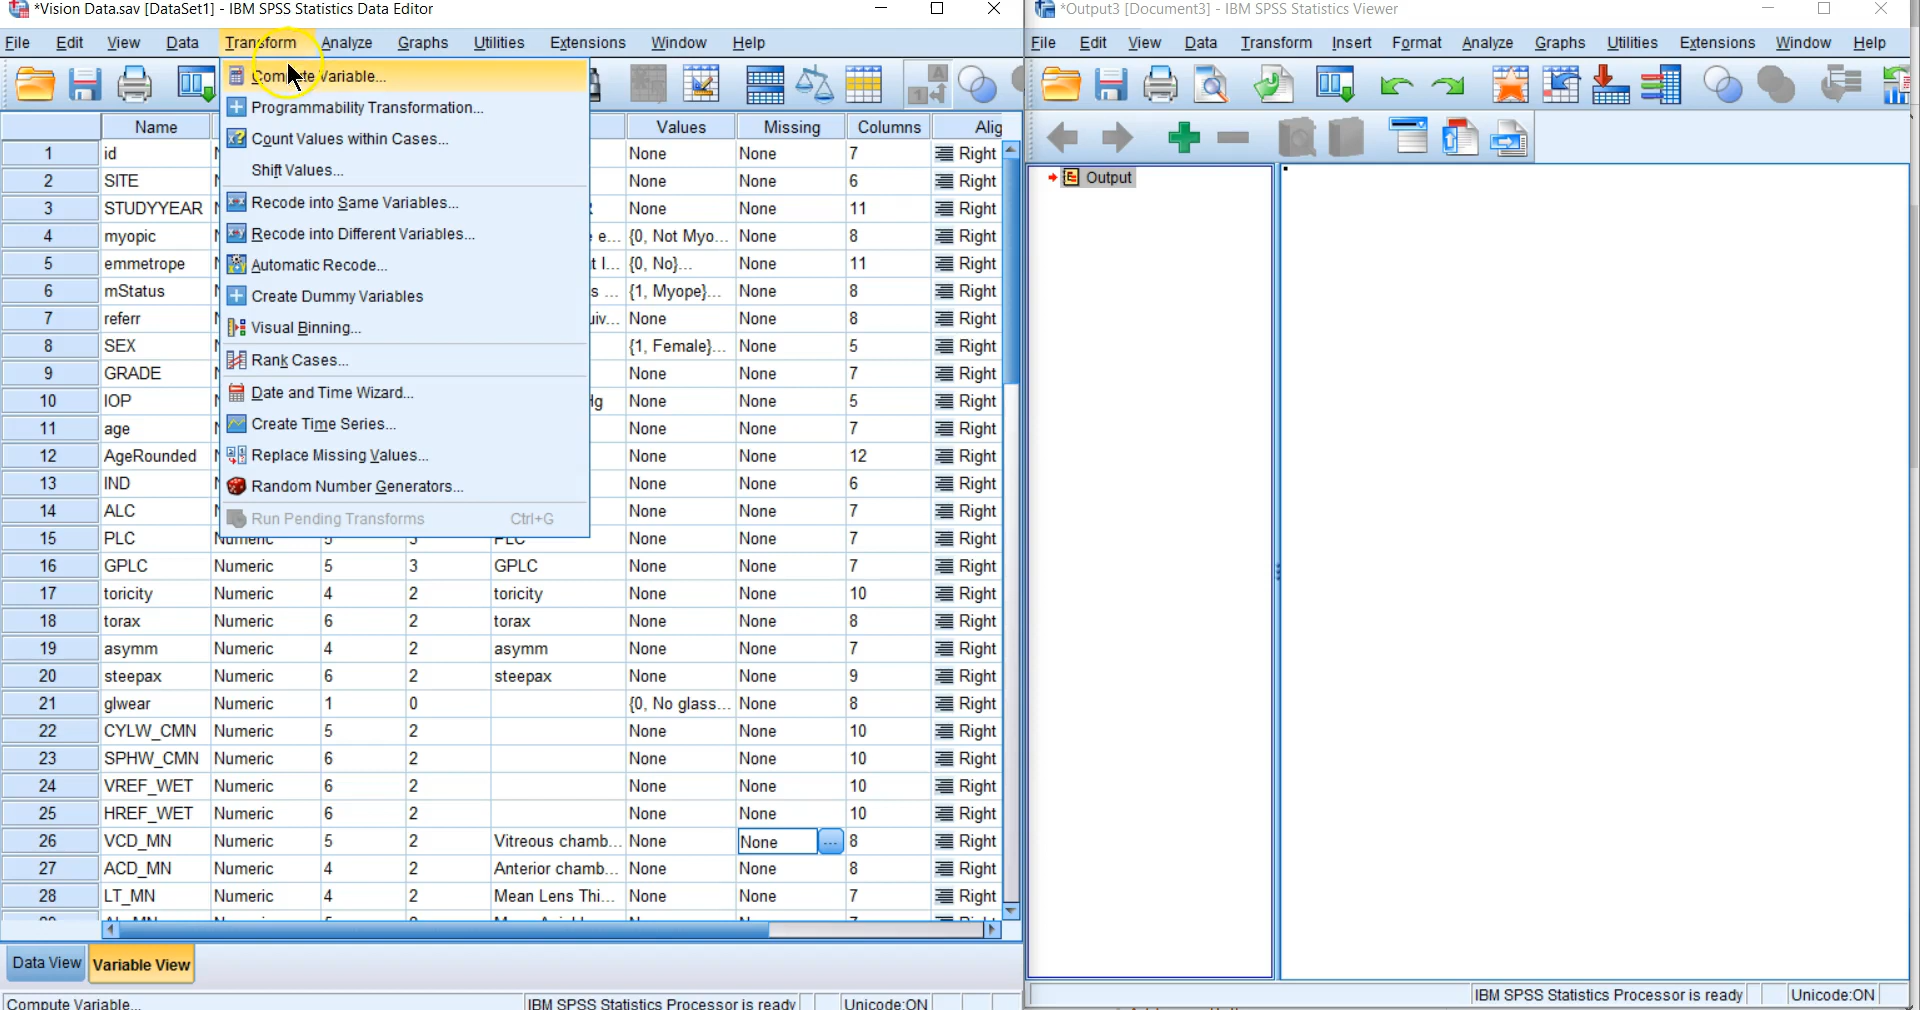 *Vision Data.sav [DataSet1] - IBM SPSS Statistics Data Editor
File Edit View Data Transform Analyze Graphs Utilities Extensions Window Help
Compute Variable...
Programmability Transformation...
Count Values within Cases...
Shift Values...
Recode into Same Variables...
Recode into Different Variables...
Automatic Recode...
Create Dummy Variables
Visual Binning...
Rank Cases...
Date and Time Wizard...
Create Time Series...
Replace Missing Values...
Random Number Generators...
Run Pending Transforms Ctrl+G
Name Values Missing Columns Alig
1 id None None 7 Right
2 SITE None None 6 Right
3 STUDYYEAR None None 11 Right
4 myopic e... {0, Not Myo... None 8 Right
5 emmetrope t I... {0, No}... None 11 Right
6 mStatus s ... {1, Myope}... None 8 Right
7 referr uiv... None None 8 Right
8 SEX {1, Female}... None 5 Right
9 GRADE None None 7 Right
10 IOP Hg None None 5 Right
11 age None None 7 Right
12 AgeRounded None None 12 Right
13 IND None None 6 Right
14 ALC None None 7 Right
15 PLC Numeric 5 3 PLC None None 7 Right
16 GPLC Numeric 5 3 GPLC None None 7 Right
17 toricity Numeric 4 2 toricity None None 10 Right
18 torax Numeric 6 2 torax None None 8 Right
19 asymm Numeric 4 2 asymm None None 7 Right
20 steepax Numeric 6 2 steepax None None 9 Right
21 glwear Numeric 1 0 {0, No glass... None 8 Right
22 CYLW_CMN Numeric 5 2 None None 10 Right
23 SPHW_CMN Numeric 6 2 None None 10 Right
24 VREF_WET Numeric 6 2 None None 10 Right
25 HREF_WET Numeric 6 2 None None 10 Right
26 VCD_MN Numeric 5 2 Vitreous chamb... None None ... 8 Right
27 ACD_MN Numeric 4 2 Anterior chamb... None None 8 Right
28 LT_MN Numeric 4 2 Mean Lens Thi... None None 7 Right
Data View Variable View
Compute Variable... IBM SPSS Statistics Processor is ready Unicode:ON
*Output3 [Document3] - IBM SPSS Statistics Viewer
File Edit View Data Transform Insert Format Analyze Graphs Utilities Extensions Window Help
Output
IBM SPSS Statistics Processor is ready Unicode:ON